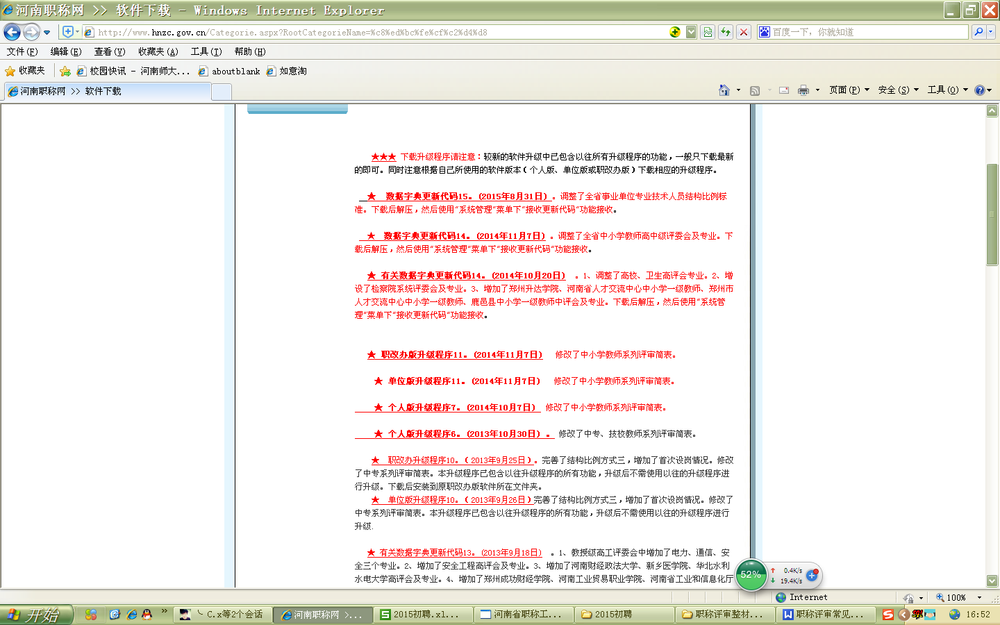 河南职称网 >> 软件下载 - Windows Internet Explorer
http://www.hnzc.gov.cn/Categorie.aspx?RootCategorieName=%c8%ed%bc%fe%cf%c2%d4%d8
百度一下，你就知道
文件(F) 编辑(E) 查看(V) 收藏夹(A) 工具(T) 帮助(H)
收藏夹 校园快讯 - 河南师大... aboutblank 如意淘
河南职称网 >> 软件下载
页面(P) 安全(S) 工具(O)
★★★ 下载升级程序请注意：较新的软件升级中已包含以往所有升级程序的功能，一般只下载最新
的即可。同时注意根据自己所使用的软件版本（个人版、单位版或职改办版）下载相应的升级程序。
★ 数据字典更新代码15。(2015年8月31日) 。调整了全省事业单位专业技术人员结构比例标
准。下载后解压，然后使用“系统管理”菜单下“接收更新代码”功能接收。
★ 数据字典更新代码14。(2014年11月7日) 。调整了全省中小学教师高中级评委会及专业。下
载后解压，然后使用“系统管理”菜单下“接收更新代码”功能接收。
★ 有关数据字典更新代码14。(2014年10月20日) 。1、调整了高校、卫生高评会专业。2、增
设了检察院系统评委会及专业。3、增加了郑州升达学院、河南省人才交流中心中小学一级教师、郑州市
人才交流中心中小学一级教师、鹿邑县中小学一级教师中评会及专业。下载后解压，然后使用“系统管
理”菜单下“接收更新代码”功能接收。
★ 职改办版升级程序11。(2014年11月7日) 修改了中小学教师系列评审简表。
★ 单位版升级程序11。(2014年11月7日) 修改了中小学教师系列评审简表。
★ 个人版升级程序7。(2014年10月7日) 修改了中小学教师系列评审简表。
★ 个人版升级程序6。(2013年10月30日) 。 修改了中专、技校教师系列评审简表。
★ 职改办升级程序10。( 2013年9月25日)。完善了结构比例方式三，增加了首次设岗情况。修改
了中专系列评审简表。本升级程序已包含以往升级程序的所有功能，升级后不需使用以往的升级程序进
行升级。下载后安装到原职改办版软件所在文件夹。
★ 单位版升级程序10。( 2013年9月26日)完善了结构比例方式三，增加了首次设岗情况。修改了
中专系列评审简表。本升级程序已包含以往升级程序的所有功能，升级后不需使用以往的升级程序进行
升级.
★ 有关数据字典更新代码13。(2013年9月18日) 。1、教授级高工评委会中增加了电力、通信、安
全三个专业。2、增加了安全工程高评会及专业。3、增加了河南财经政法大学、新乡医学院、华北水利
水电大学高评会及专业。4、增加了郑州成功财经学院、河南工业贸易职业学院、河南省工业和信息化厅
52% 0.4K/s
19.4K/s
Internet 100%
开始 C.x等2个会话 河南职称网 >... 2015初聘.xl... 河南省职称工... 2015初聘 职称评审整材... 职称评审常见... 16:52